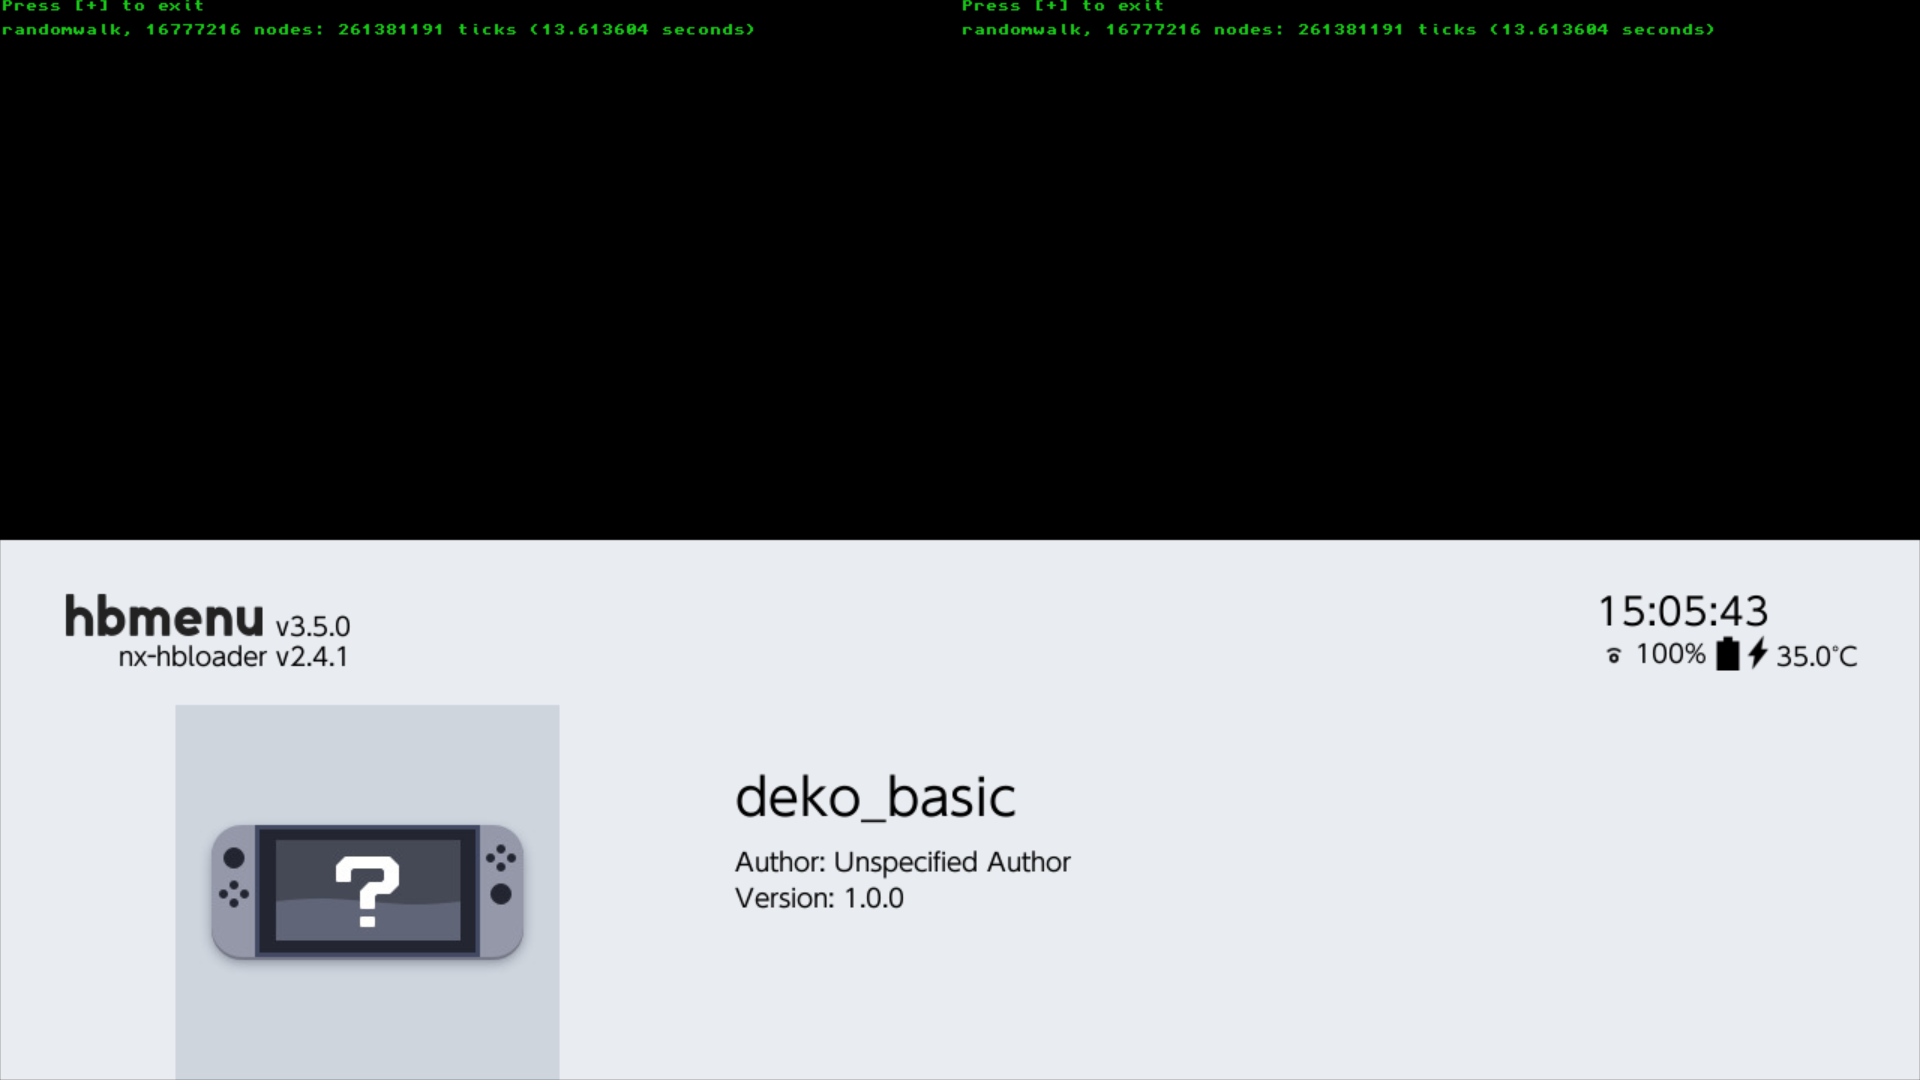 Press [+] to exit
randomwalk, 16777216 nodes: 261381191 ticks (13.613604 seconds)
Press [+] to exit
randomwalk, 16777216 nodes: 261381191 ticks (13.613604 seconds)
hbmenu v3.5.0
nx-hbloader v2.4.1
15:05:43
100% 35.0°C
deko_basic
Author: Unspecified Author
Version: 1.0.0
?